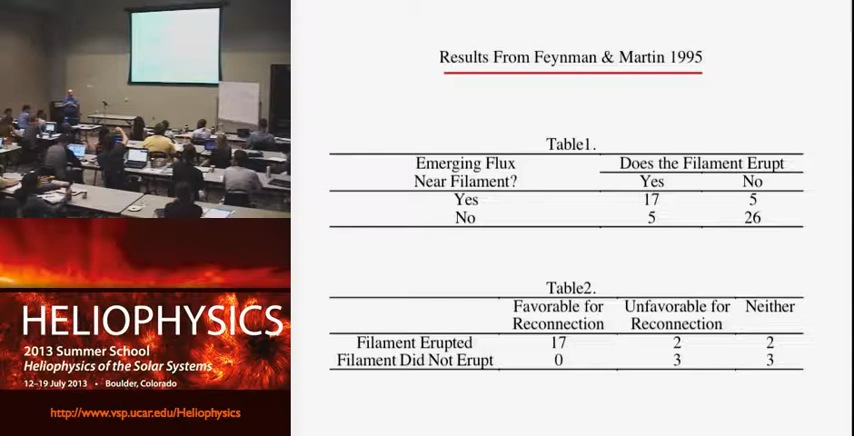 Results From Feynman & Martin 1995
Table1.
Emerging Flux Does the Filament Erupt
Near Filament? Yes No
Yes 17 5
No 5 26
Table2.
Favorable for Unfavorable for Neither
Reconnection Reconnection
Filament Erupted 17 2 2
Filament Did Not Erupt 0 3 3
HELIOPHYSICS
2013 Summer School
Heliophysics of the Solar Systems
12–19 July 2013 • Boulder, Colorado
http://www.vsp.ucar.edu/Heliophysics